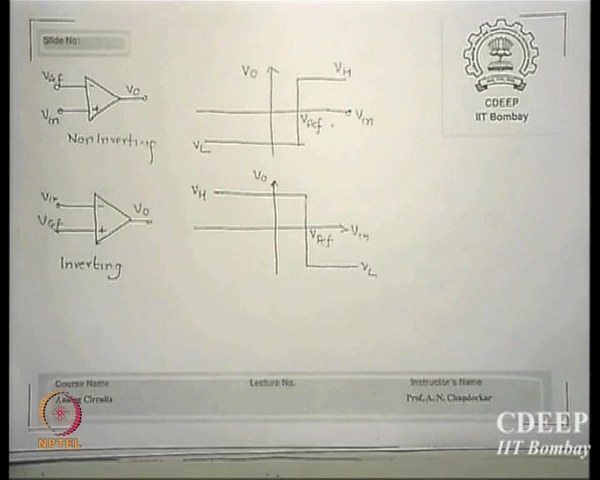 Slide No:
CDEEP
IIT Bombay
Vref
Vin
Vo
Non Inverting
Vo
VH
Vin
VRef
VL
Vin
Vref
Vo
Inverting
Vo
VH
Vin
VRef
VL
Course Name
Analog Circuits
Lecture No.
Instructor's Name
Prof. A. N. Chandorkar
NPTEL
CDEEP
IIT Bombay